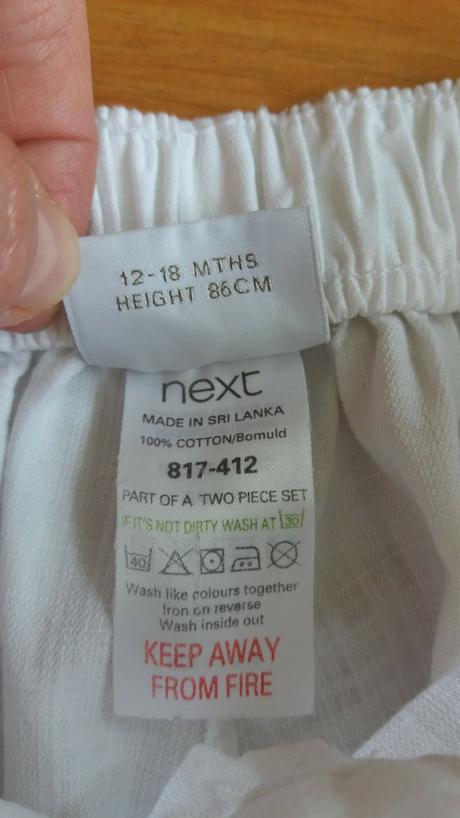 12-18 MTHS
HEIGHT 86CM
next
MADE IN SRI LANKA
100% COTTON/Bomuld
817-412
PART OF A TWO PIECE SET
IF IT'S NOT DIRTY WASH AT 30
40
Wash like colours together
Iron on reverse
Wash inside out
KEEP AWAY
FROM FIRE